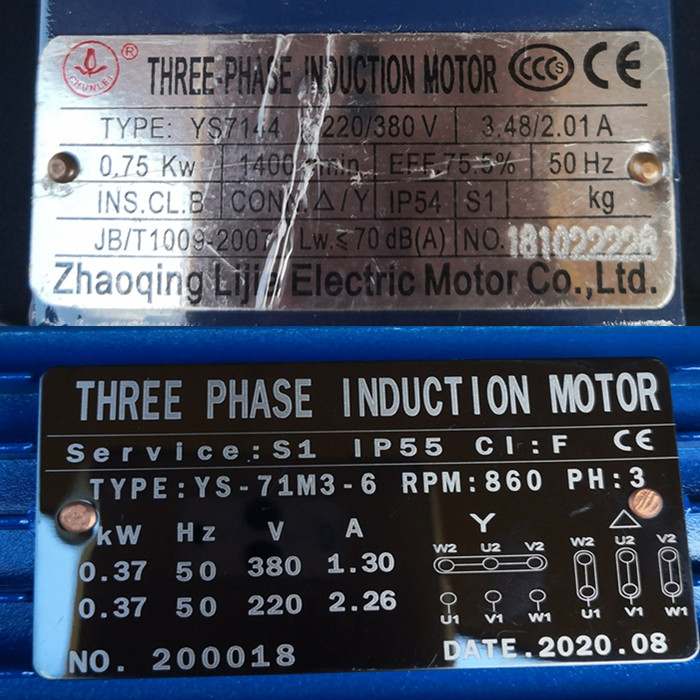 CHUNLEI ®
THREE-PHASE INDUCTION MOTOR CCC S CE
TYPE: YS7144 220/380 V 3.48/2.01 A
0,75 Kw 1400 min EFF 75.5% 50 Hz
INS.CL.B CON △/Y IP54 S1 kg
JB/T1009-2007 Lw.≤70 dB(A) NO. 181022228
Zhaoqing Lijie Electric Motor Co.,Ltd.
THREE PHASE INDUCTION MOTOR
Service:S1 IP55 CI:F CE
TYPE:YS-71M3-6 RPM:860 PH:3
kW Hz V A Y △
W2 U2 V2 W2 U2 V2
0.37 50 380 1.30
0.37 50 220 2.26
U1 V1 W1 U1 V1 W1
NO. 200018 DATE.2020.08